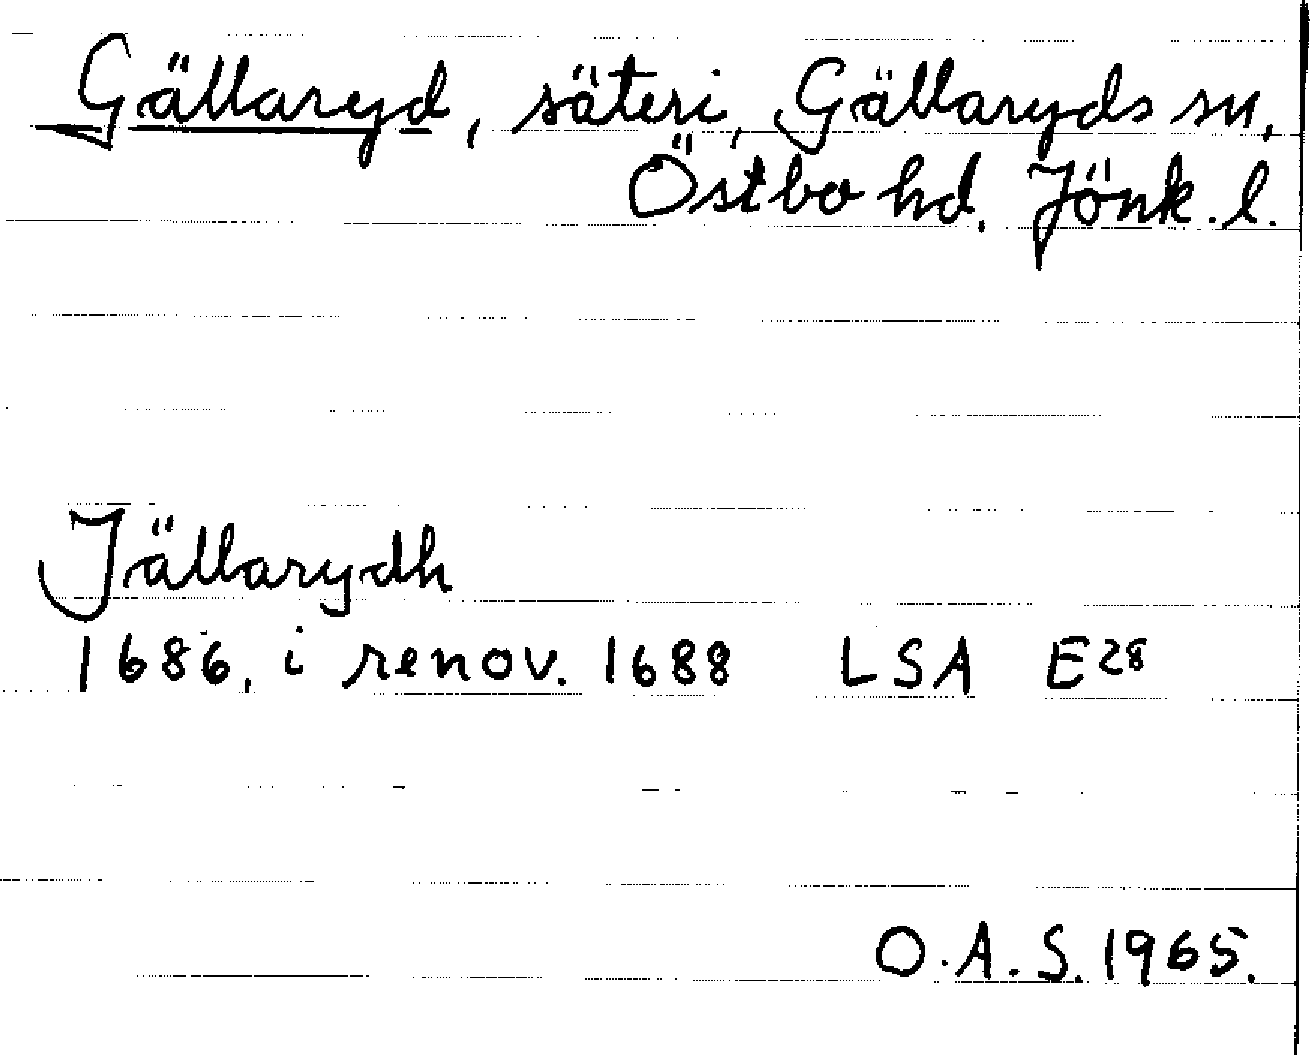 Gällaryd, säteri, Gällaryds sn,
Östbo hd, Jönk. l.
Jällarydh
1686, i renov. 1688 LSA E28
O.A.S. 1965.